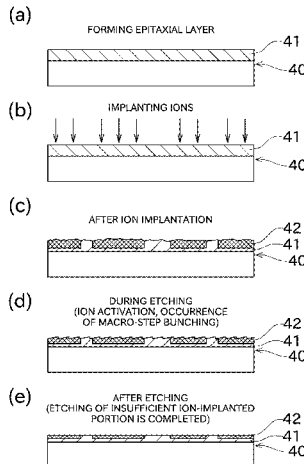 (a)
FORMING EPITAXIAL LAYER
41
40
(b)
IMPLANTING IONS
41
40
(c)
AFTER ION IMPLANTATION
42
41
40
(d)
DURING ETCHING
(ION ACTIVATION, OCCURRENCE
OF MACRO-STEP BUNCHING)
42
41
40
(e)
AFTER ETCHING
(ETCHING OF INSUFFICIENT ION-IMPLANTED
PORTION IS COMPLETED)
42
41
40